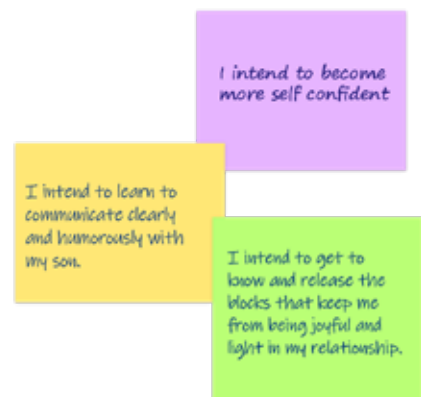 I intend to become
more self confident
I intend to learn to
communicate clearly
and humorously with
my son.
I intend to get to
know and release the
blocks that keep me
from being joyful and
light in my relationship.